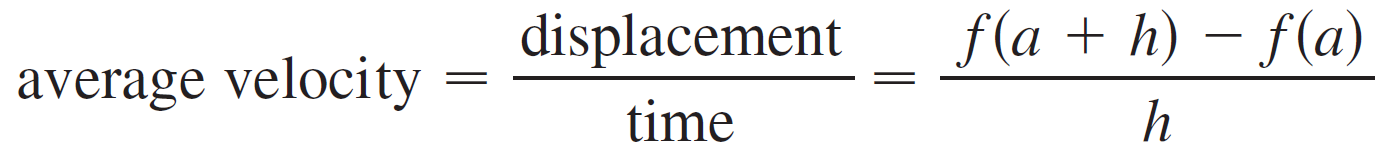 average velocity = displacement / time = f(a + h) − f(a) / h